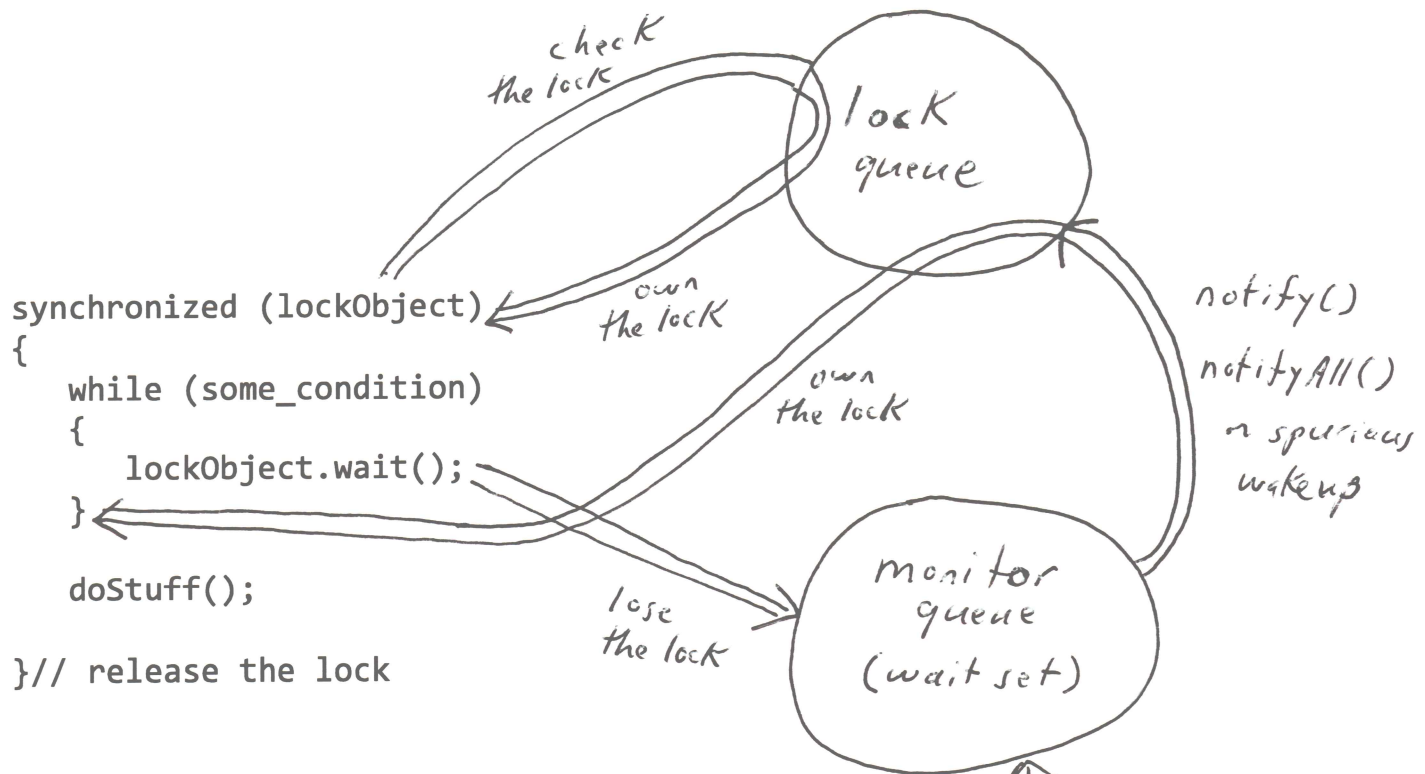 check
the lock
lock
queue
synchronized (lockObject)
own
the lock
{
while (some_condition)
{
lockObject.wait();
}
own
the lock
notify()
notifyAll()
or spurious
wakeup
doStuff();
lose
the lock
monitor
queue
(wait set)
}// release the lock